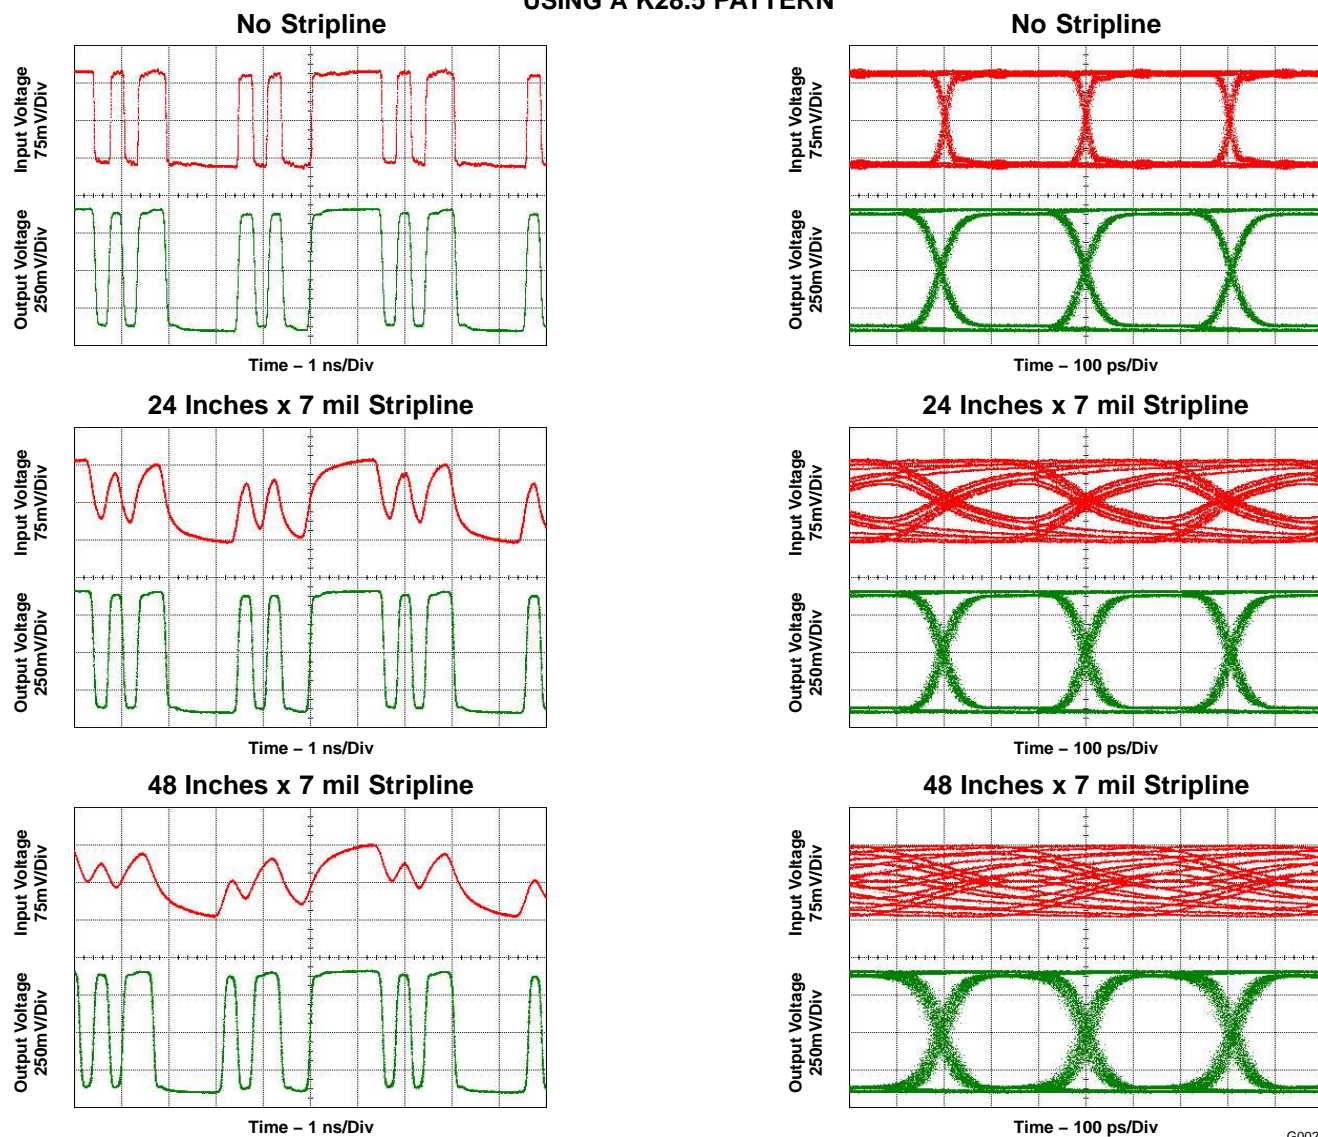 USING A K28.5 PATTERN
No Stripline
No Stripline
Input Voltage
75mV/Div
Output Voltage
250mV/Div
Time – 1 ns/Div
Input Voltage
75mV/Div
Output Voltage
250mV/Div
Time – 100 ps/Div
24 Inches x 7 mil Stripline
24 Inches x 7 mil Stripline
Input Voltage
75mV/Div
Output Voltage
250mV/Div
Time – 1 ns/Div
Input Voltage
75mV/Div
Output Voltage
250mV/Div
Time – 100 ps/Div
48 Inches x 7 mil Stripline
48 Inches x 7 mil Stripline
Input Voltage
75mV/Div
Output Voltage
250mV/Div
Time – 1 ns/Div
Input Voltage
75mV/Div
Output Voltage
250mV/Div
Time – 100 ps/Div
G002